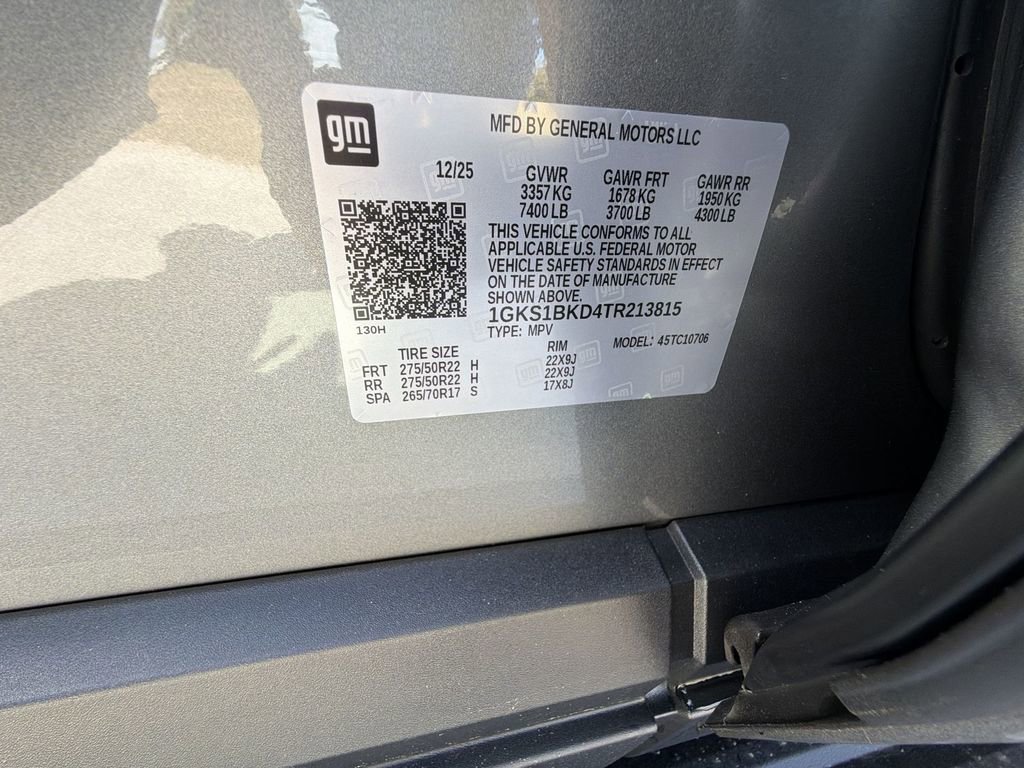 gm
MFD BY GENERAL MOTORS LLC
12/25 GVWR GAWR FRT GAWR RR
3357 KG 1678 KG 1950 KG
7400 LB 3700 LB 4300 LB
THIS VEHICLE CONFORMS TO ALL
APPLICABLE U.S. FEDERAL MOTOR
VEHICLE SAFETY STANDARDS IN EFFECT
ON THE DATE OF MANUFACTURE
SHOWN ABOVE.
1GKS1BKD4TR213815
130H
TYPE: MPV MODEL: 45TC10706
TIRE SIZE RIM
FRT 275/50R22 H 22X9J
RR 275/50R22 H 22X9J
SPA 265/70R17 S 17X8J